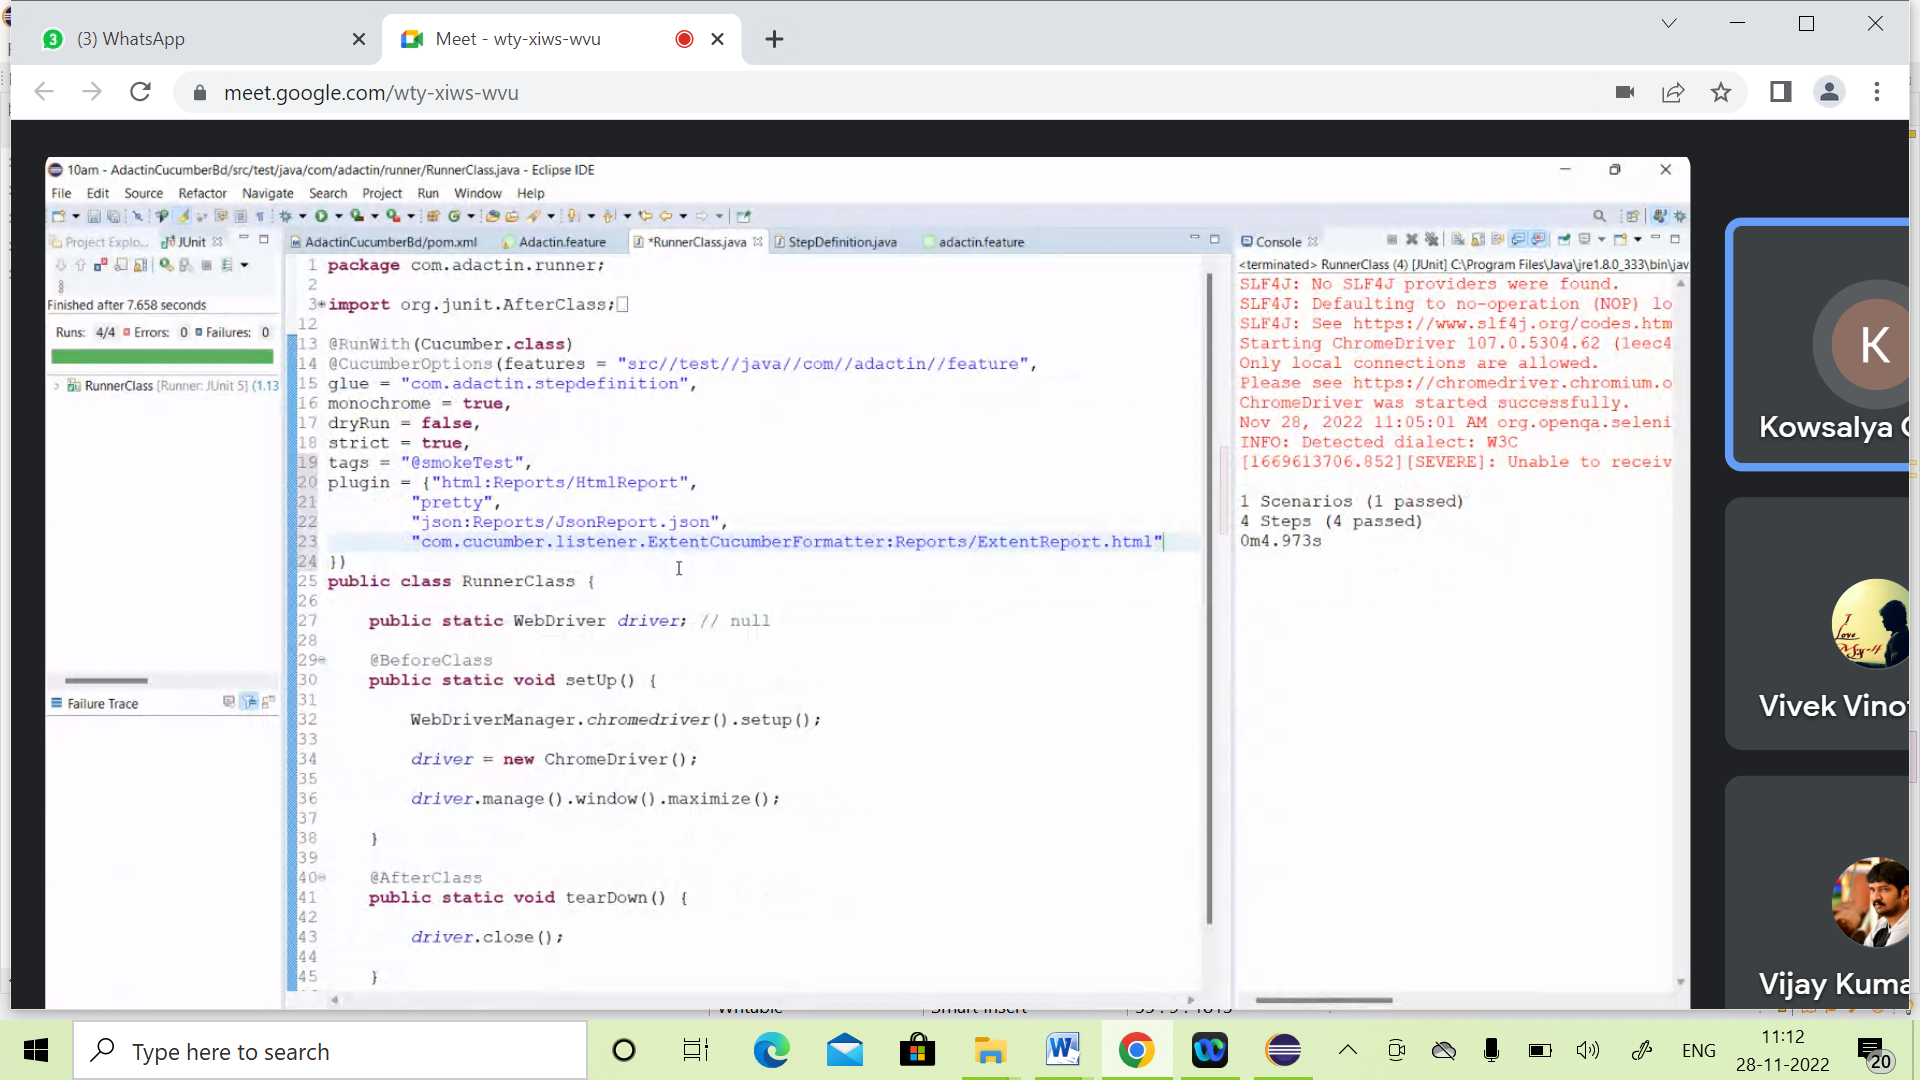 (3) WhatsApp
Meet - wty-xiws-wvu
meet.google.com/wty-xiws-wvu
10am - AdactinCucumberBd/src/test/java/com/adactin/runner/RunnerClass.java - Eclipse IDE
File Edit Source Refactor Navigate Search Project Run Window Help
Project Explo... JUnit
Finished after 7.658 seconds
Runs: 4/4 Errors: 0 Failures: 0
RunnerClass [Runner: JUnit 5] (1.13
Failure Trace
AdactinCucumberBd/pom.xml Adactin.feature *RunnerClass.java StepDefinition.java adactin.feature
1 package com.adactin.runner;
2
3 import org.junit.AfterClass;
12
13 @RunWith(Cucumber.class)
14 @CucumberOptions(features = "src//test//java//com//adactin//feature",
15 glue = "com.adactin.stepdefinition",
16 monochrome = true,
17 dryRun = false,
18 strict = true,
19 tags = "@smokeTest",
20 plugin = {"html:Reports/HtmlReport",
21 "pretty",
22 "json:Reports/JsonReport.json",
23 "com.cucumber.listener.ExtentCucumberFormatter:Reports/ExtentReport.html"
24 })
25 public class RunnerClass {
26
27 public static WebDriver driver; // null
28
29 @BeforeClass
30 public static void setUp() {
31
32 WebDriverManager.chromedriver().setup();
33
34 driver = new ChromeDriver();
35
36 driver.manage().window().maximize();
37
38 }
39
40 @AfterClass
41 public static void tearDown() {
42
43 driver.close();
44
45 }
Console
<terminated> RunnerClass (4) [JUnit] C:\Program Files\Java\jre1.8.0_333\bin\jav
SLF4J: No SLF4J providers were found.
SLF4J: Defaulting to no-operation (NOP) lo
SLF4J: See https://www.slf4j.org/codes.htm
Starting ChromeDriver 107.0.5304.62 (1eec4
Only local connections are allowed.
Please see https://chromedriver.chromium.o
ChromeDriver was started successfully.
Nov 28, 2022 11:05:01 AM org.openqa.seleni
INFO: Detected dialect: W3C
[1669613706.852][SEVERE]: Unable to receiv
1 Scenarios (1 passed)
4 Steps (4 passed)
0m4.973s
K
Kowsalya
Vivek Vino
Vijay Kuma
Type here to search
ENG
11:12
28-11-2022
20